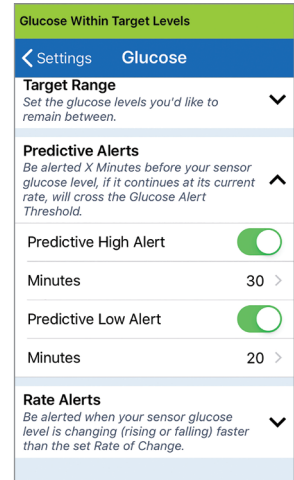 Glucose Within Target Levels
Settings
Glucose
Target Range
Set the glucose levels you'd like to
remain between.
Predictive Alerts
Be alerted X Minutes before your sensor
glucose level, if it continues at its current
rate, will cross the Glucose Alert
Threshold.
Predictive High Alert
Minutes 30
Predictive Low Alert
Minutes 20
Rate Alerts
Be alerted when your sensor glucose
level is changing (rising or falling) faster
than the set Rate of Change.